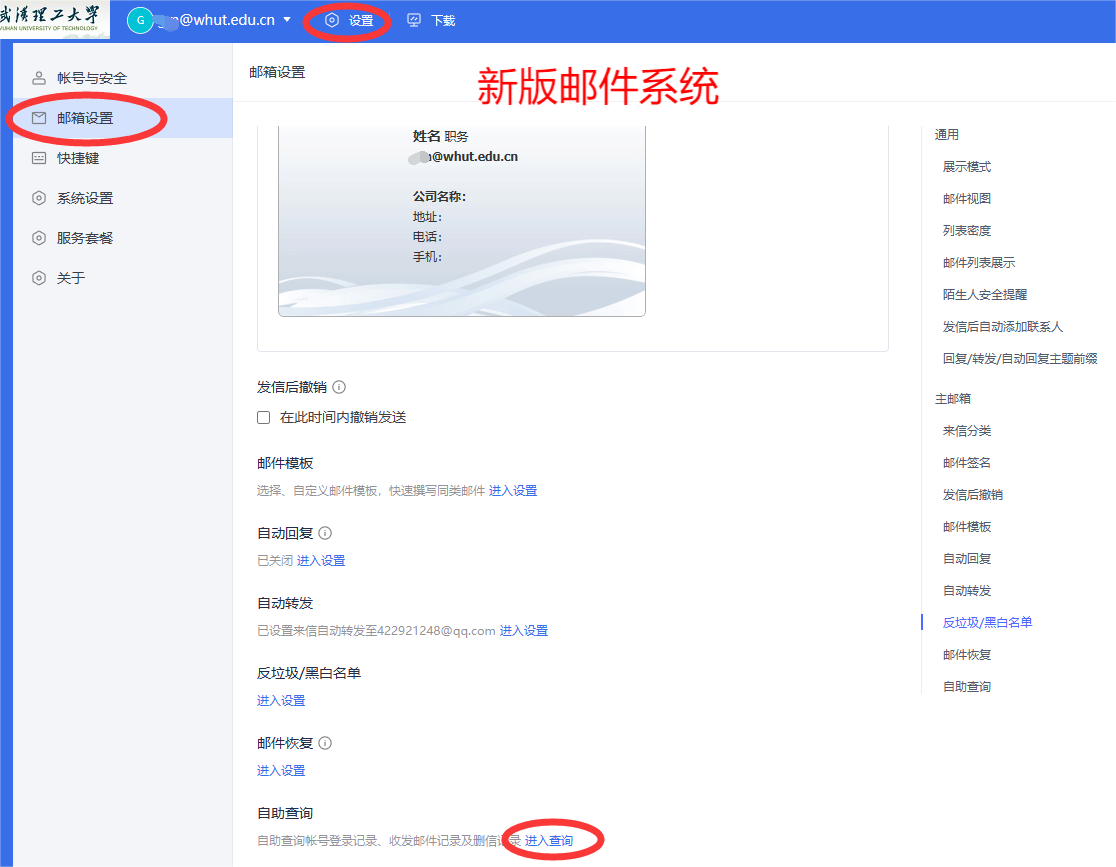 武汉理工大学
WUHAN UNIVERSITY OF TECHNOLOGY
G
@whut.edu.cn
设置
下载
帐号与安全
邮箱设置
快捷键
系统设置
服务套餐
关于
邮箱设置
新版邮件系统
姓名 职务
@whut.edu.cn
公司名称：
地址：
电话：
手机：
发信后撤销
在此时间内撤销发送
邮件模板
选择、自定义邮件模板，快速撰写同类邮件 进入设置
自动回复
已关闭 进入设置
自动转发
已设置来信自动转发至422921248@qq.com 进入设置
反垃圾/黑白名单
进入设置
邮件恢复
进入设置
自助查询
自助查询帐号登录记录、收发邮件记录及删信记录 进入查询
通用
展示模式
邮件视图
列表密度
邮件列表展示
陌生人安全提醒
发信后自动添加联系人
回复/转发/自动回复主题前缀
主邮箱
来信分类
邮件签名
发信后撤销
邮件模板
自动回复
自动转发
反垃圾/黑白名单
邮件恢复
自助查询